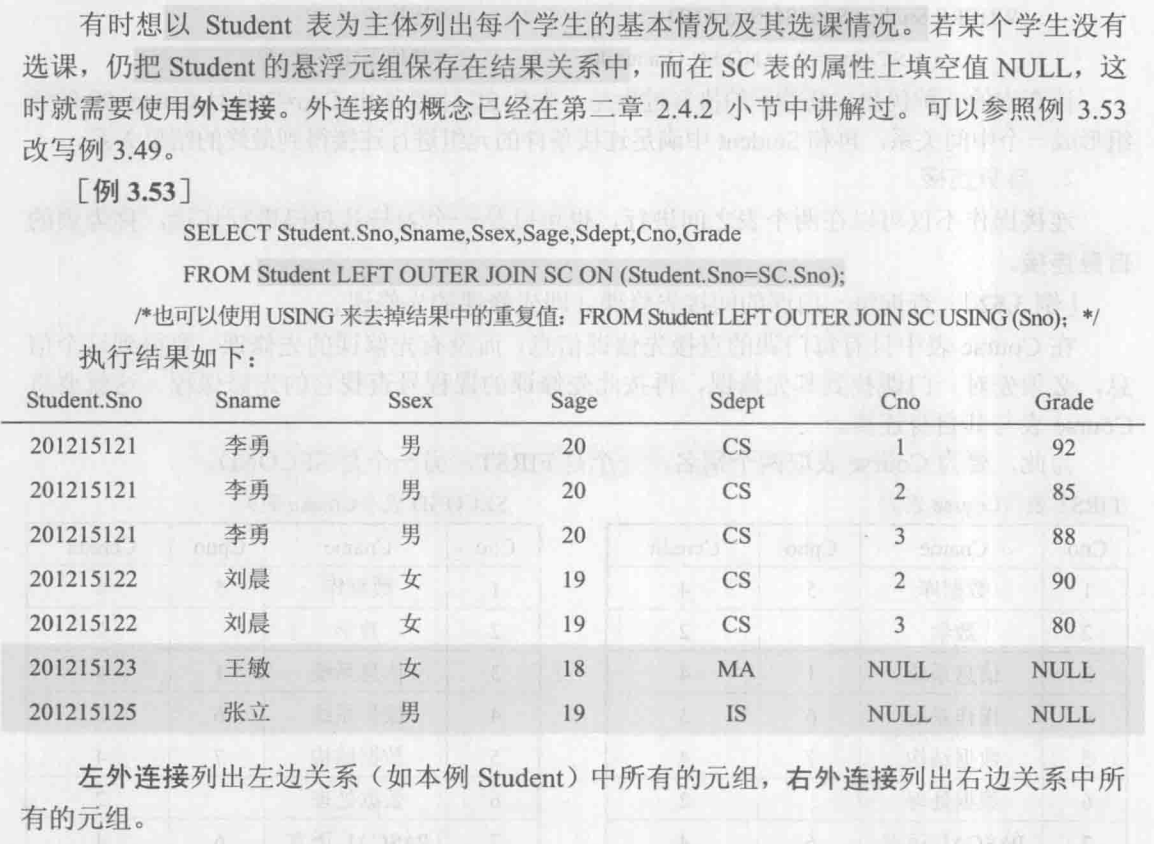 有时想以 Student 表为主体列出每个学生的基本情况及其选课情况。若某个学生没有
选课，仍把 Student 的悬浮元组保存在结果关系中，而在 SC 表的属性上填空值 NULL，这
时就需要使用外连接。外连接的概念已经在第二章 2.4.2 小节中讲解过。可以参照例 3.53
改写例 3.49。
［例 3.53］
SELECT Student.Sno,Sname,Ssex,Sage,Sdept,Cno,Grade
FROM Student LEFT OUTER JOIN SC ON (Student.Sno=SC.Sno);
/*也可以使用 USING 来去掉结果中的重复值：FROM Student LEFT OUTER JOIN SC USING (Sno)；*/
执行结果如下：
Student.Sno Sname Ssex Sage Sdept Cno Grade
201215121 李勇 男 20 CS 1 92
201215121 李勇 男 20 CS 2 85
201215121 李勇 男 20 CS 3 88
201215122 刘晨 女 19 CS 2 90
201215122 刘晨 女 19 CS 3 80
201215123 王敏 女 18 MA NULL NULL
201215125 张立 男 19 IS NULL NULL
左外连接列出左边关系（如本例 Student）中所有的元组，右外连接列出右边关系中所
有的元组。